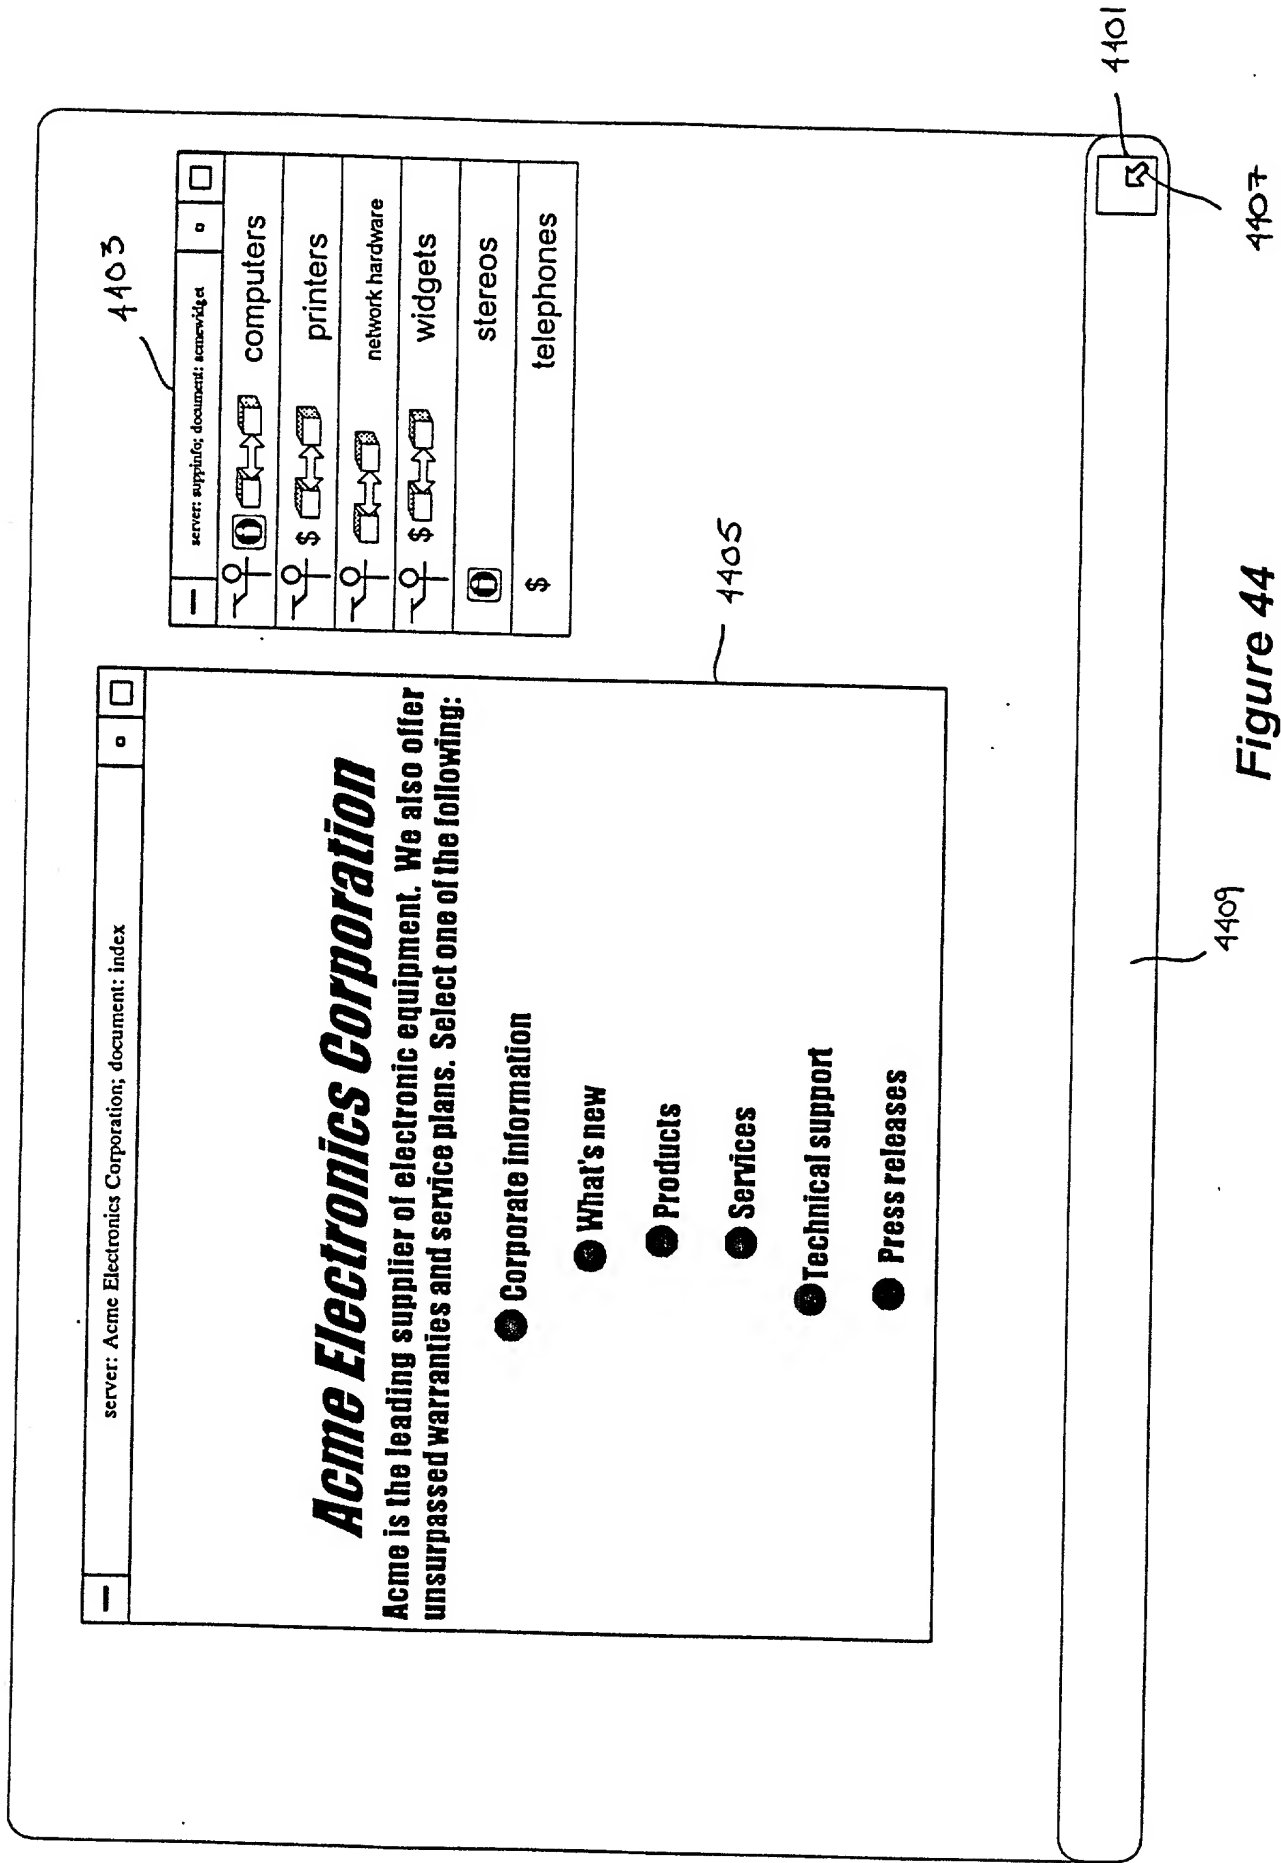 server: Acme Electronics Corporation; document: index
Acme Electronics Corporation
Acme is the leading supplier of electronic equipment. We also offer
unsurpassed warranties and service plans. Select one of the following:
Corporate information
What's new
Products
Services
Technical support
Press releases
4403
server: suppinfo; document: acmewidget
computers
$ printers
network hardware
$ widgets
stereos
$ telephones
4405
4409
4407
4401
Figure 44